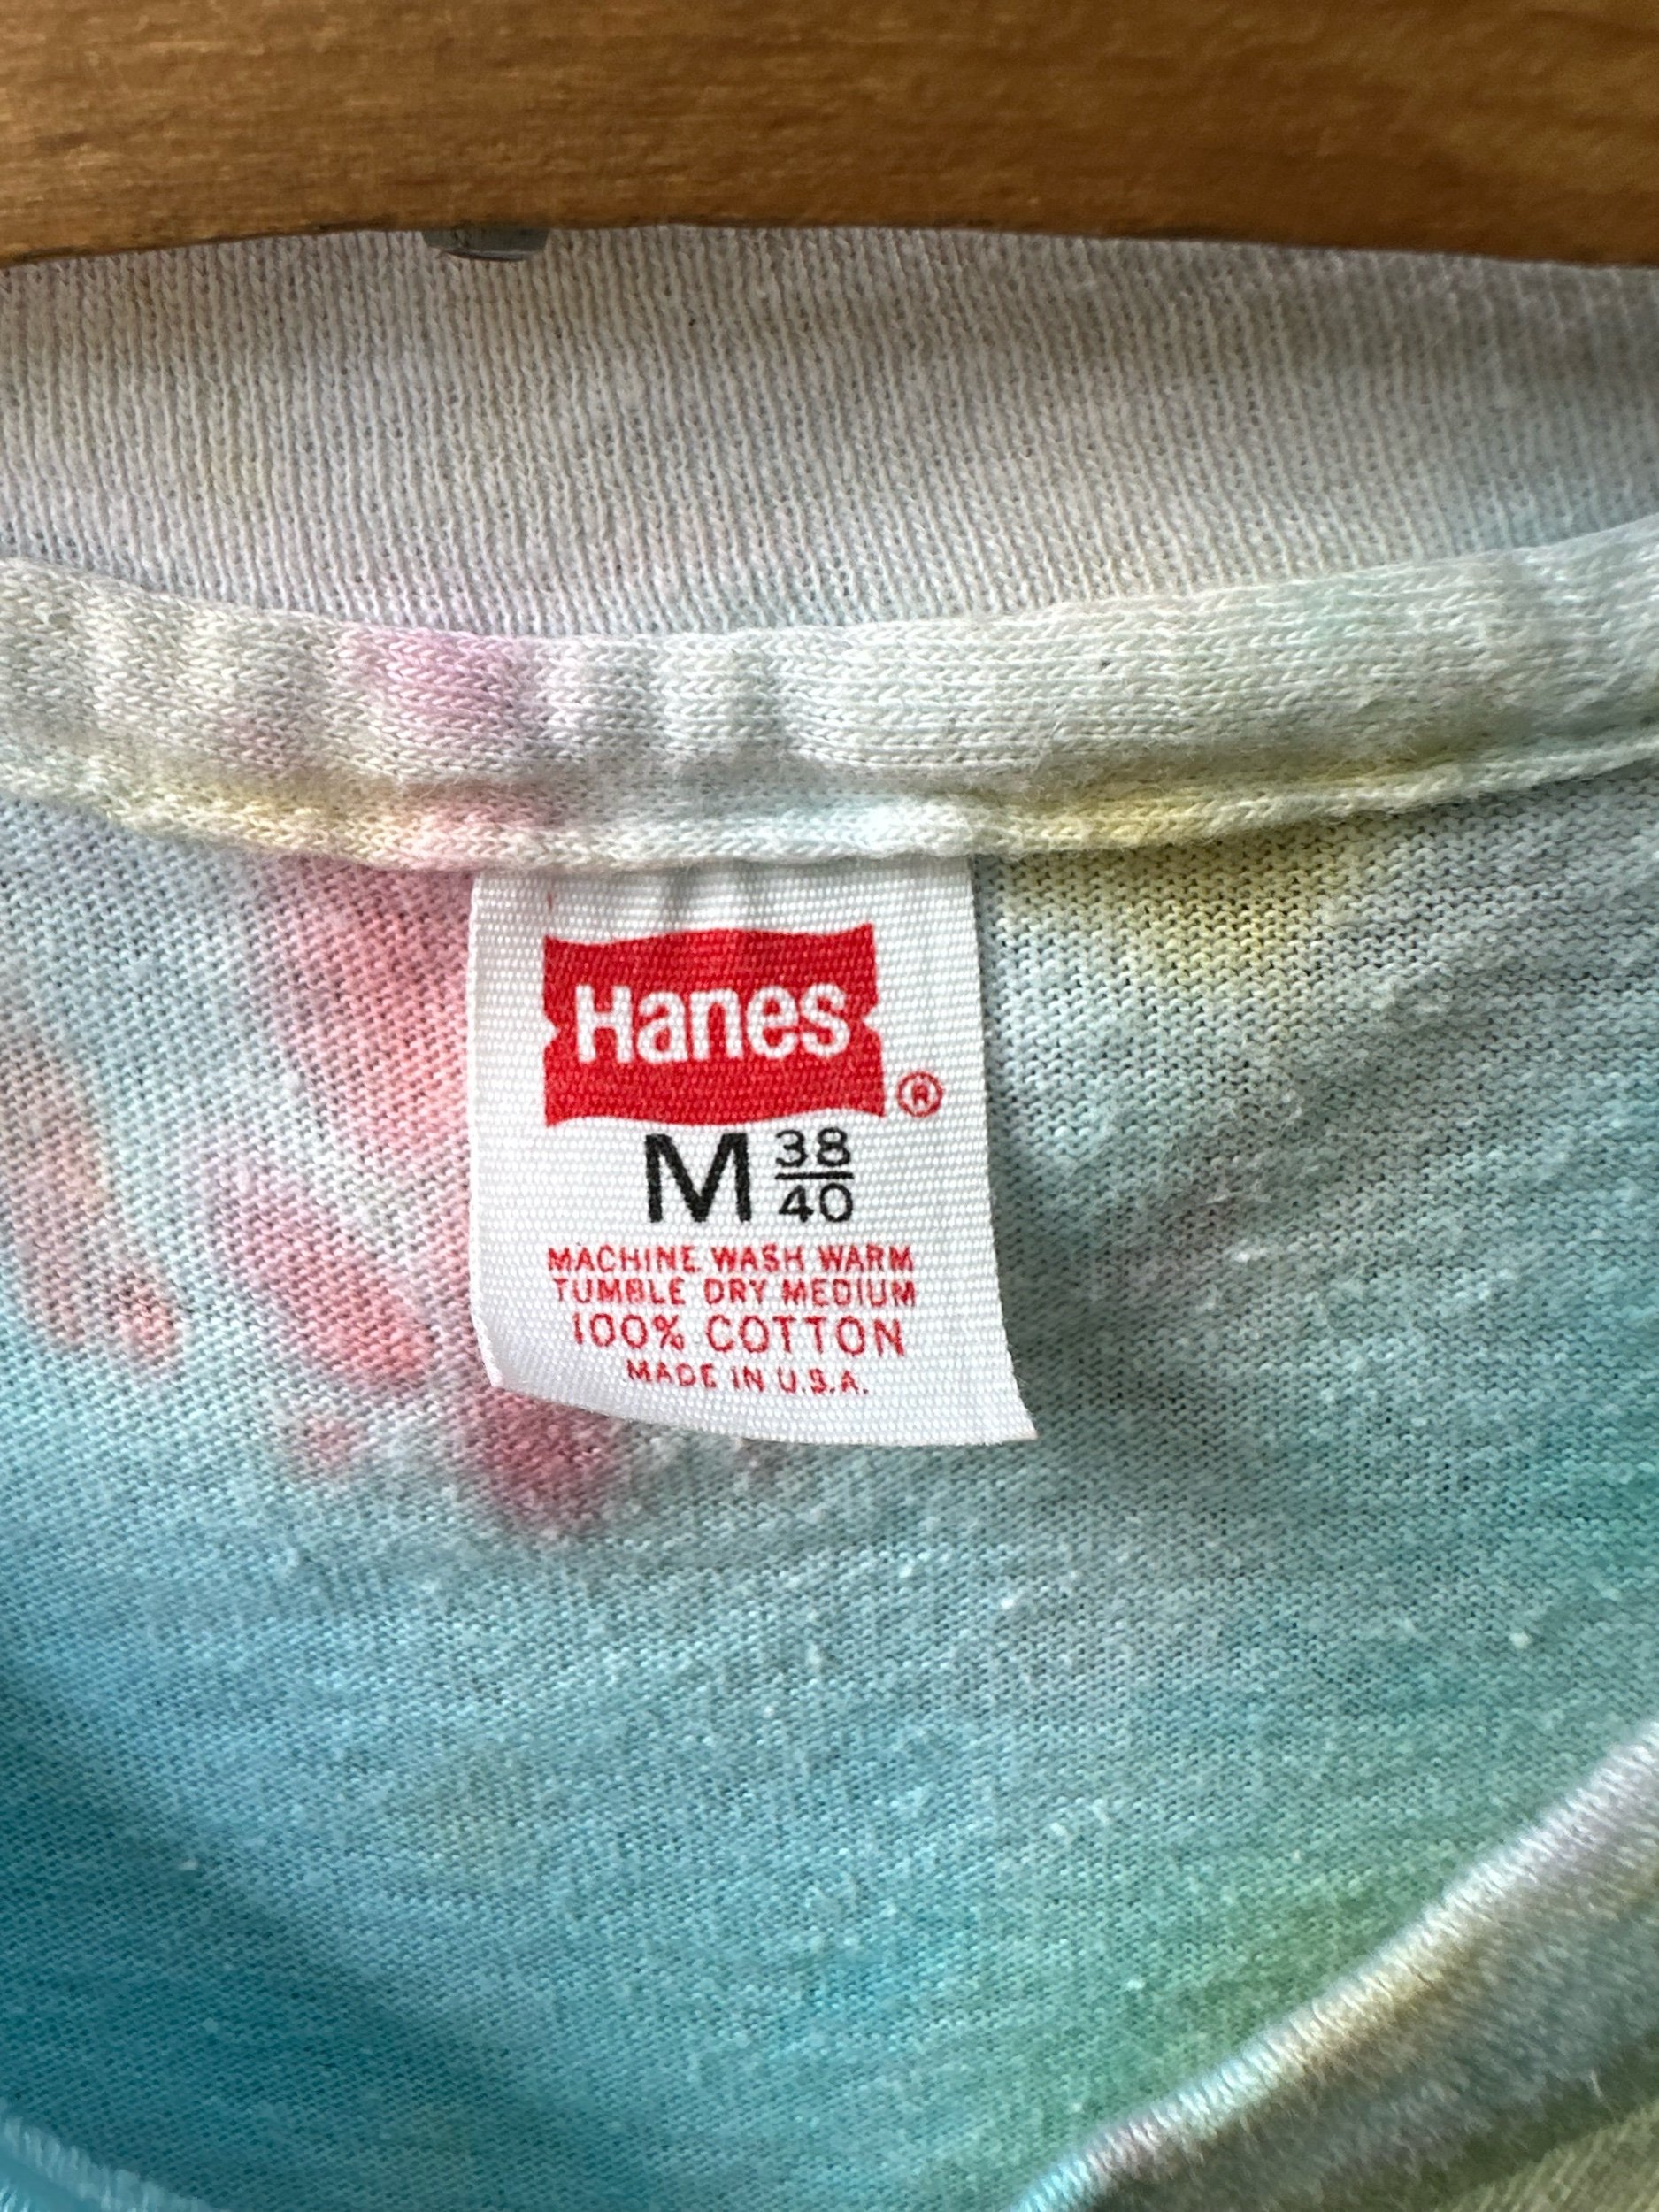 Hanes
®
M 38/40
MACHINE WASH WARM
TUMBLE DRY MEDIUM
100% COTTON
MADE IN U.S.A.